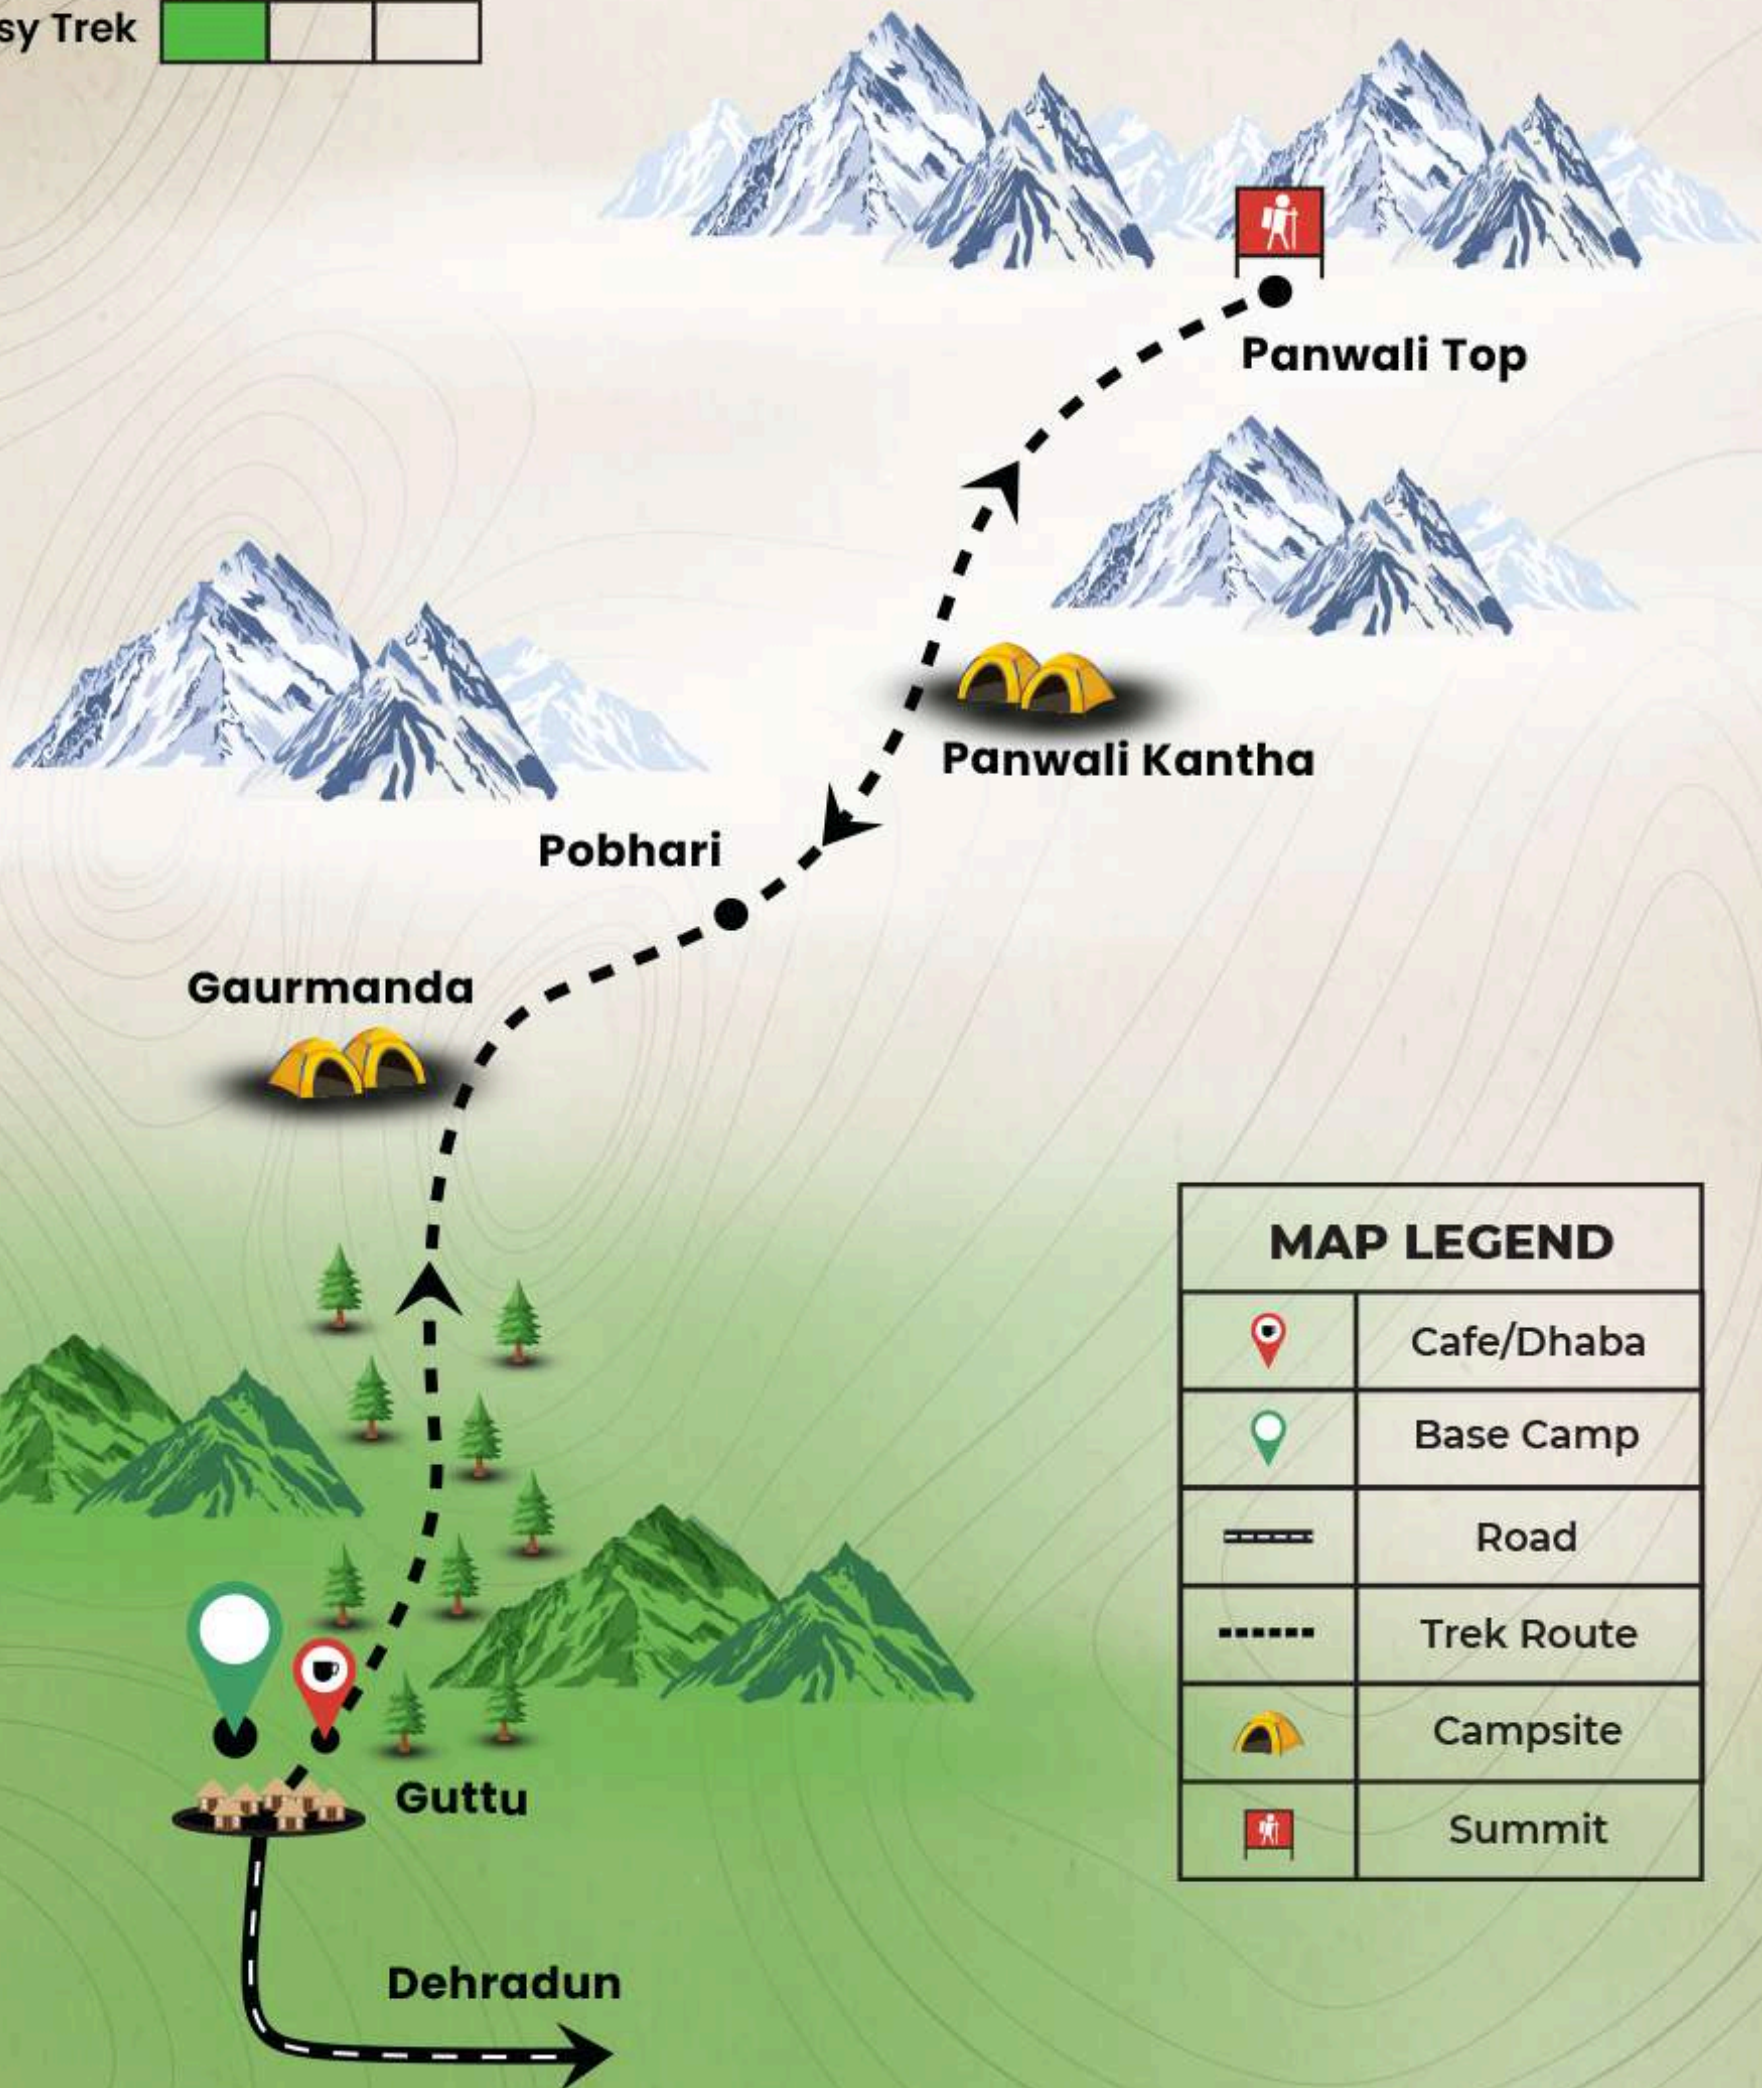 sy Trek
Panwali Top
Panwali Kantha
Pobhari
Gaurmanda
MAP LEGEND
Cafe/Dhaba
Base Camp
Road
Trek Route
Campsite
Summit
Guttu
Dehradun